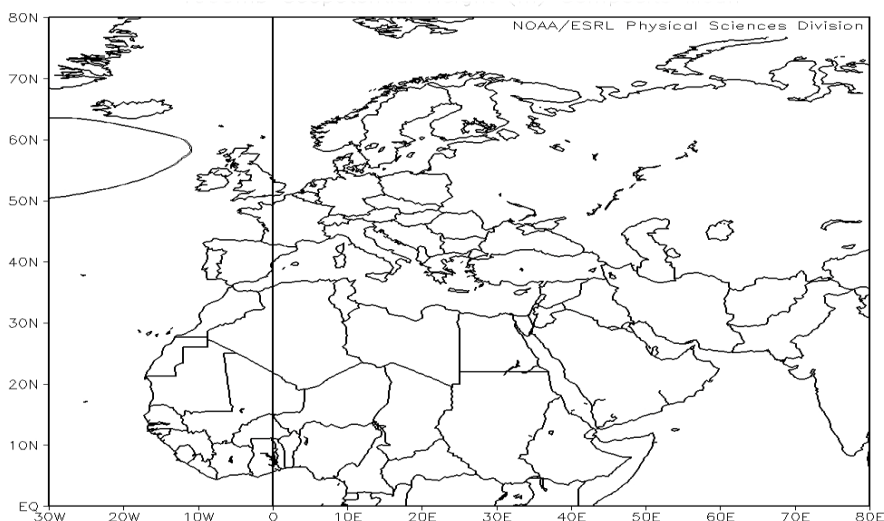 80N
NOAA/ESRL Physical Sciences Division
70N
60N
50N
40N
30N
20N
10N
EQ
30W 20W 10W 0 10E 20E 30E 40E 50E 60E 70E 80E